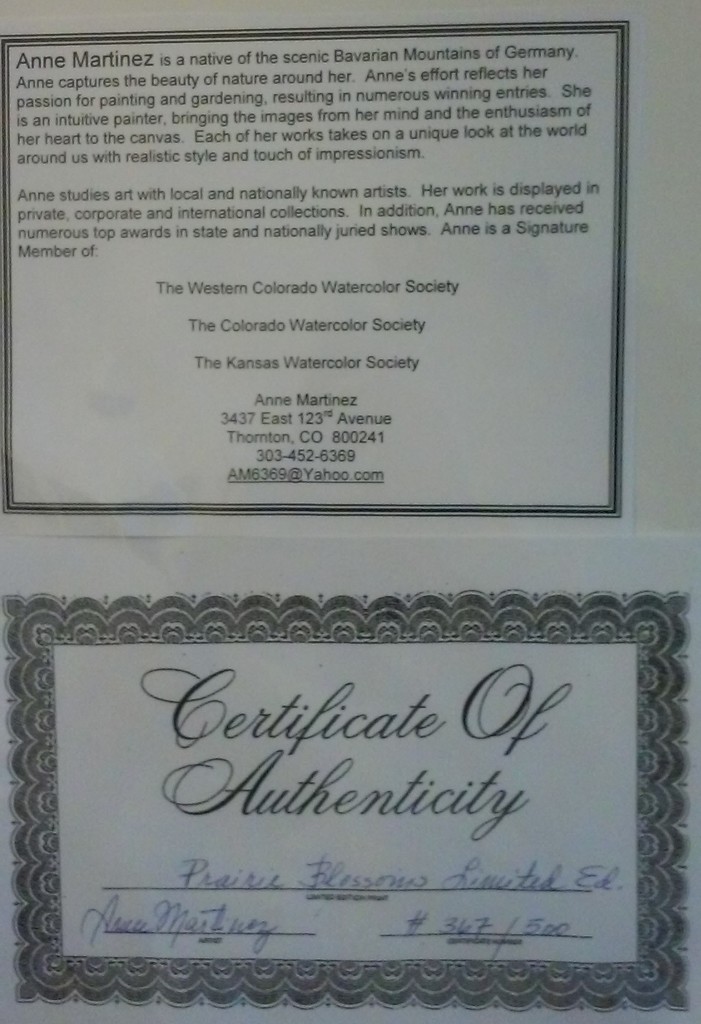 Anne Martinez is a native of the scenic Bavarian Mountains of Germany.
Anne captures the beauty of nature around her. Anne's effort reflects her
passion for painting and gardening, resulting in numerous winning entries. She
is an intuitive painter, bringing the images from her mind and the enthusiasm of
her heart to the canvas. Each of her works takes on a unique look at the world
around us with realistic style and touch of impressionism.
Anne studies art with local and nationally known artists. Her work is displayed in
private, corporate and international collections. In addition, Anne has received
numerous top awards in state and nationally juried shows. Anne is a Signature
Member of:
The Western Colorado Watercolor Society
The Colorado Watercolor Society
The Kansas Watercolor Society
Anne Martinez
3437 East 123rd Avenue
Thornton, CO 800241
303-452-6369
AM6369@Yahoo.com
Certificate Of
Authenticity
Prairie Blossoms Limited Ed.
LIMITED EDITION PRINT
Anne Martinez # 367/500
ARTIST CERTIFICATE NUMBER